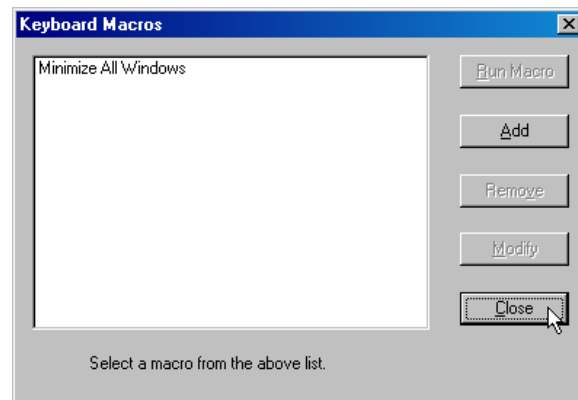 Keyboard Macros
Minimize All Windows
Run Macro
Add
Remove
Modify
Close
Select a macro from the above list.